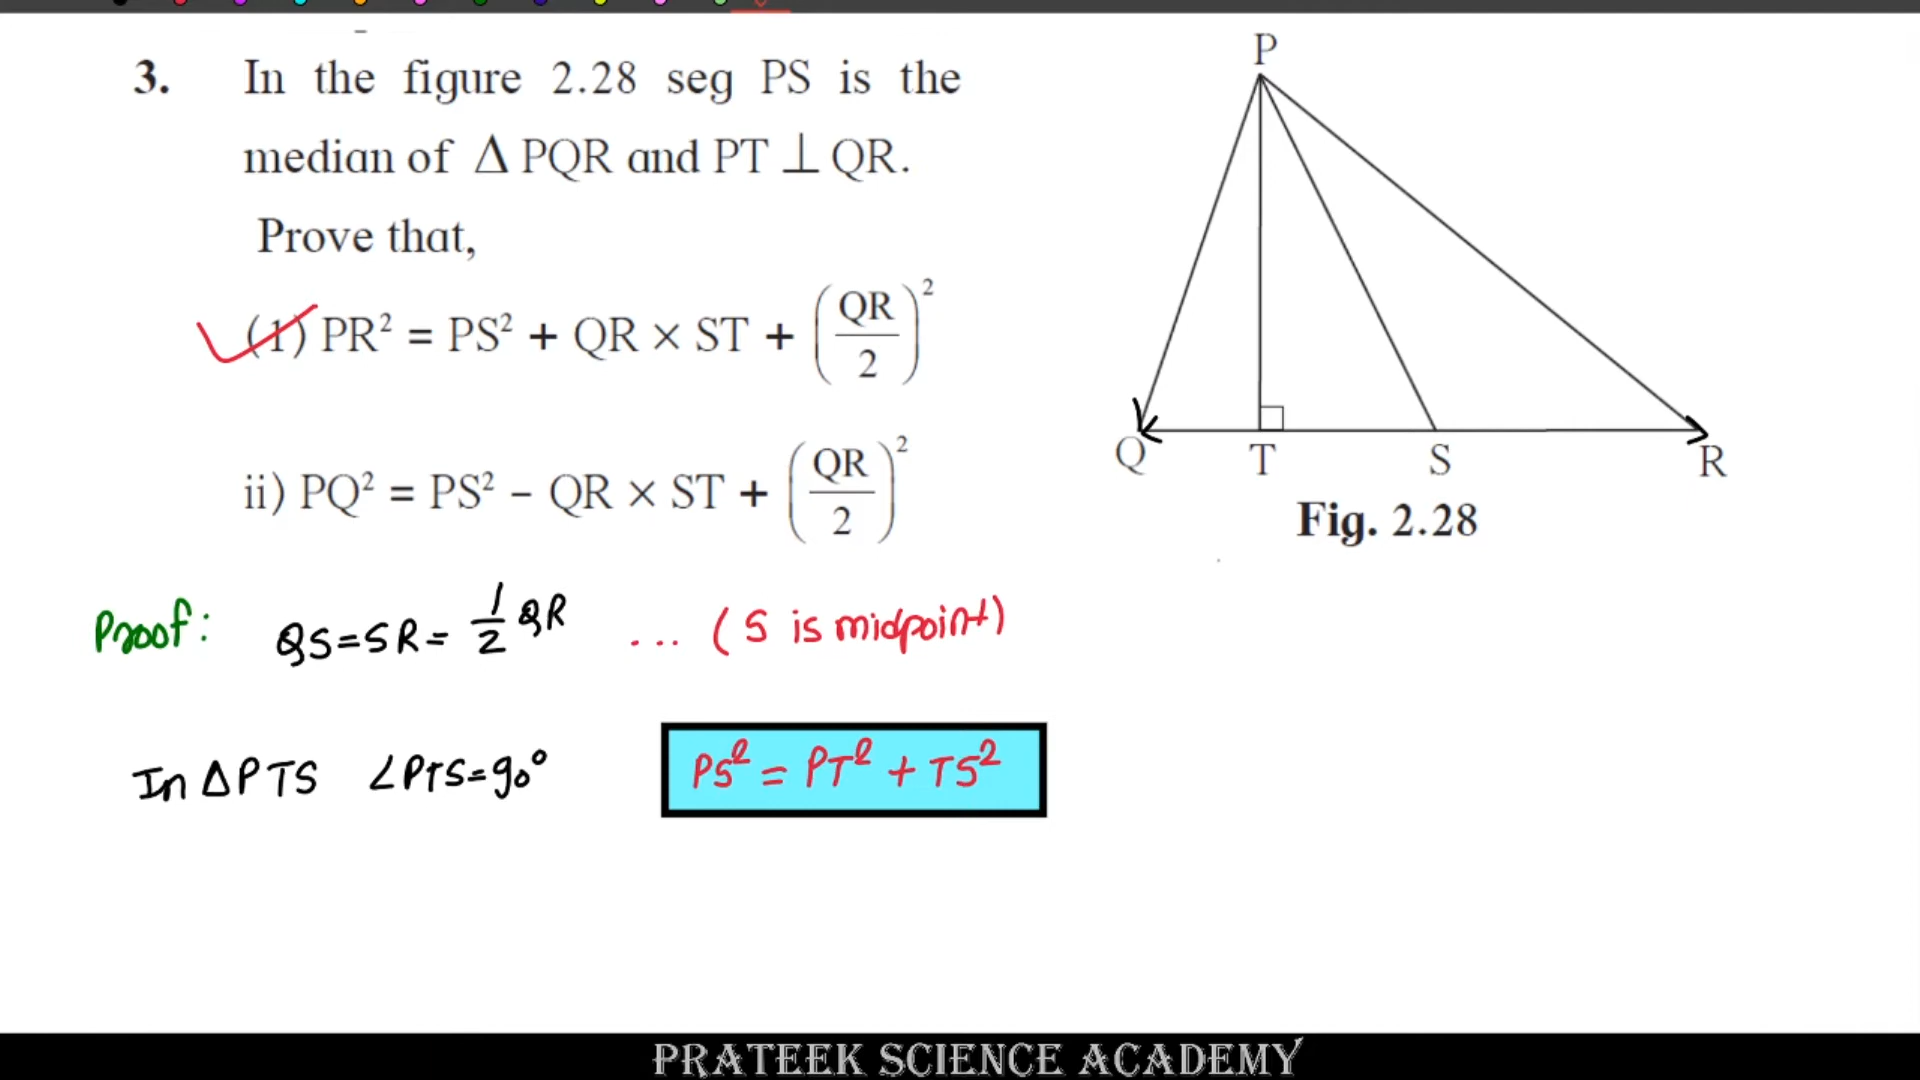 3. In the figure 2.28 seg PS is the
median of Δ PQR and PT ⊥ QR.
Prove that,
(1) PR² = PS² + QR × ST + (QR/2)²
ii) PQ² = PS² – QR × ST + (QR/2)²
P
Q T S R
Fig. 2.28
Proof: QS=SR= 1/2 QR ... (S is midpoint)
In ΔPTS ∠PTS=90° PS² = PT² + TS²
PRATEEK SCIENCE ACADEMY